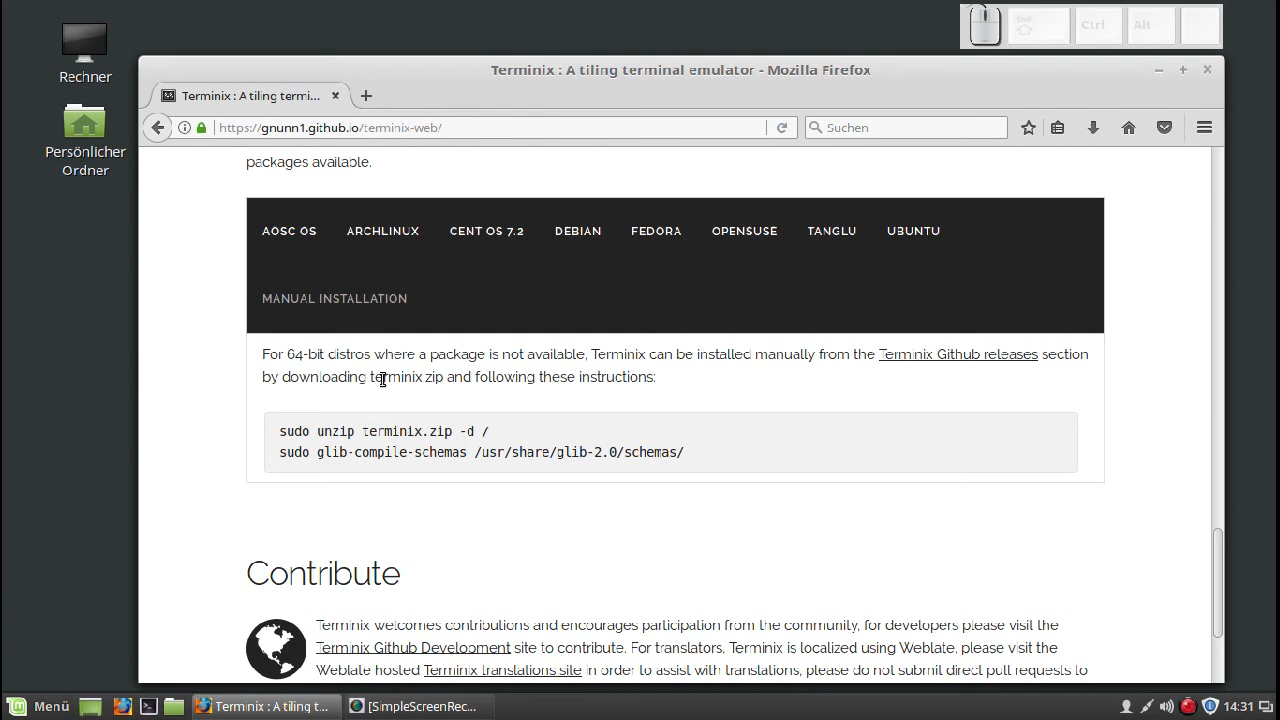 Shift Ctrl Alt
Rechner
Persönlicher
Ordner
Terminix : A tiling terminal emulator - Mozilla Firefox
Terminix : A tiling termi...
https://gnunn1.github.io/terminix-web/
Suchen
packages available.
AOSC OS ARCHLINUX CENT OS 7.2 DEBIAN FEDORA OPENSUSE TANGLU UBUNTU
MANUAL INSTALLATION
For 64-bit distros where a package is not available, Terminix can be installed manually from the Terminix Github releases section
by downloading terminix.zip and following these instructions:
sudo unzip terminix.zip -d /
sudo glib-compile-schemas /usr/share/glib-2.0/schemas/
Contribute
Terminix welcomes contributions and encourages participation from the community, for developers please visit the
Terminix Github Development site to contribute. For translators, Terminix is localized using Weblate, please visit the
Weblate hosted Terminix translations site in order to assist with translations, please do not submit direct pull requests to
Menü Terminix : A tiling t... [SimpleScreenRec... 14:31